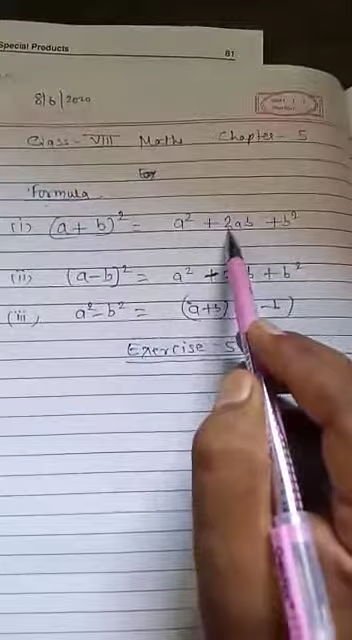 Special Products 81
8/6/2020
Class - VIII Maths Chapter - 5
For
Formula
(i) (a + b)² = a² + 2ab + b²
(ii) (a-b)² = a² + b + b²
(iii) a²-b² = (a+b) -b)
Exercise - 5